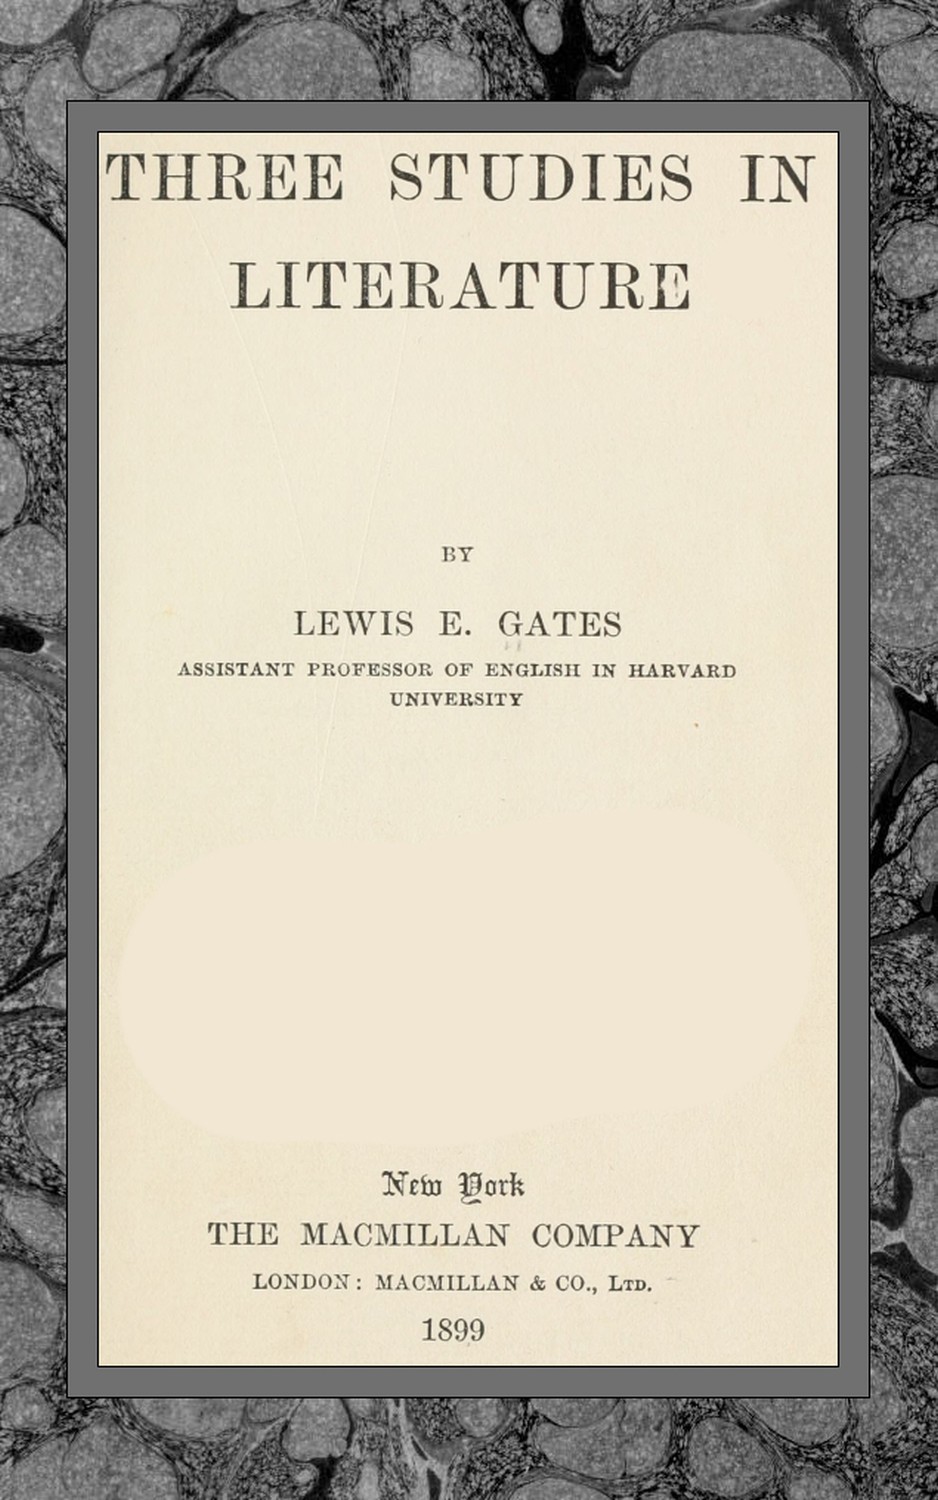 THREE STUDIES IN
LITERATURE
BY
LEWIS E. GATES
ASSISTANT PROFESSOR OF ENGLISH IN HARVARD
UNIVERSITY
New York
THE MACMILLAN COMPANY
LONDON: MACMILLAN & CO., LTD.
1899